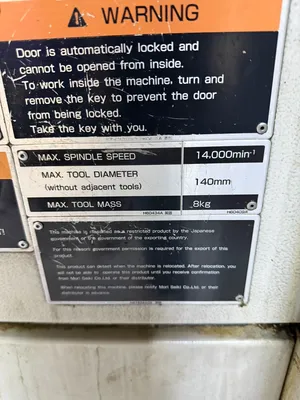 WARNING
Door is automatically locked and
cannot be opened from inside.
To work inside the machine, turn and
remove the key to prevent the door
from being locked.
Take the key with you.
MAX. SPINDLE SPEED 14.000min⁻¹
MAX. TOOL DIAMETER
(without adjacent tools) 140mm
MAX. TOOL MASS 8kg
This machine is classified as a restricted product by the Japanese
government or the government of the exporting country.
For this reason government permission is required for the export of this
product.
This product can detect when the machine is relocated. After relocation, you
will not be able to operate this product until you receive confirmation
from Mori Seiki Co.,Ltd. or their distributor.
When relocating this machine, please notify Mori Seiki Co.,Ltd. or their
distributor in advance.